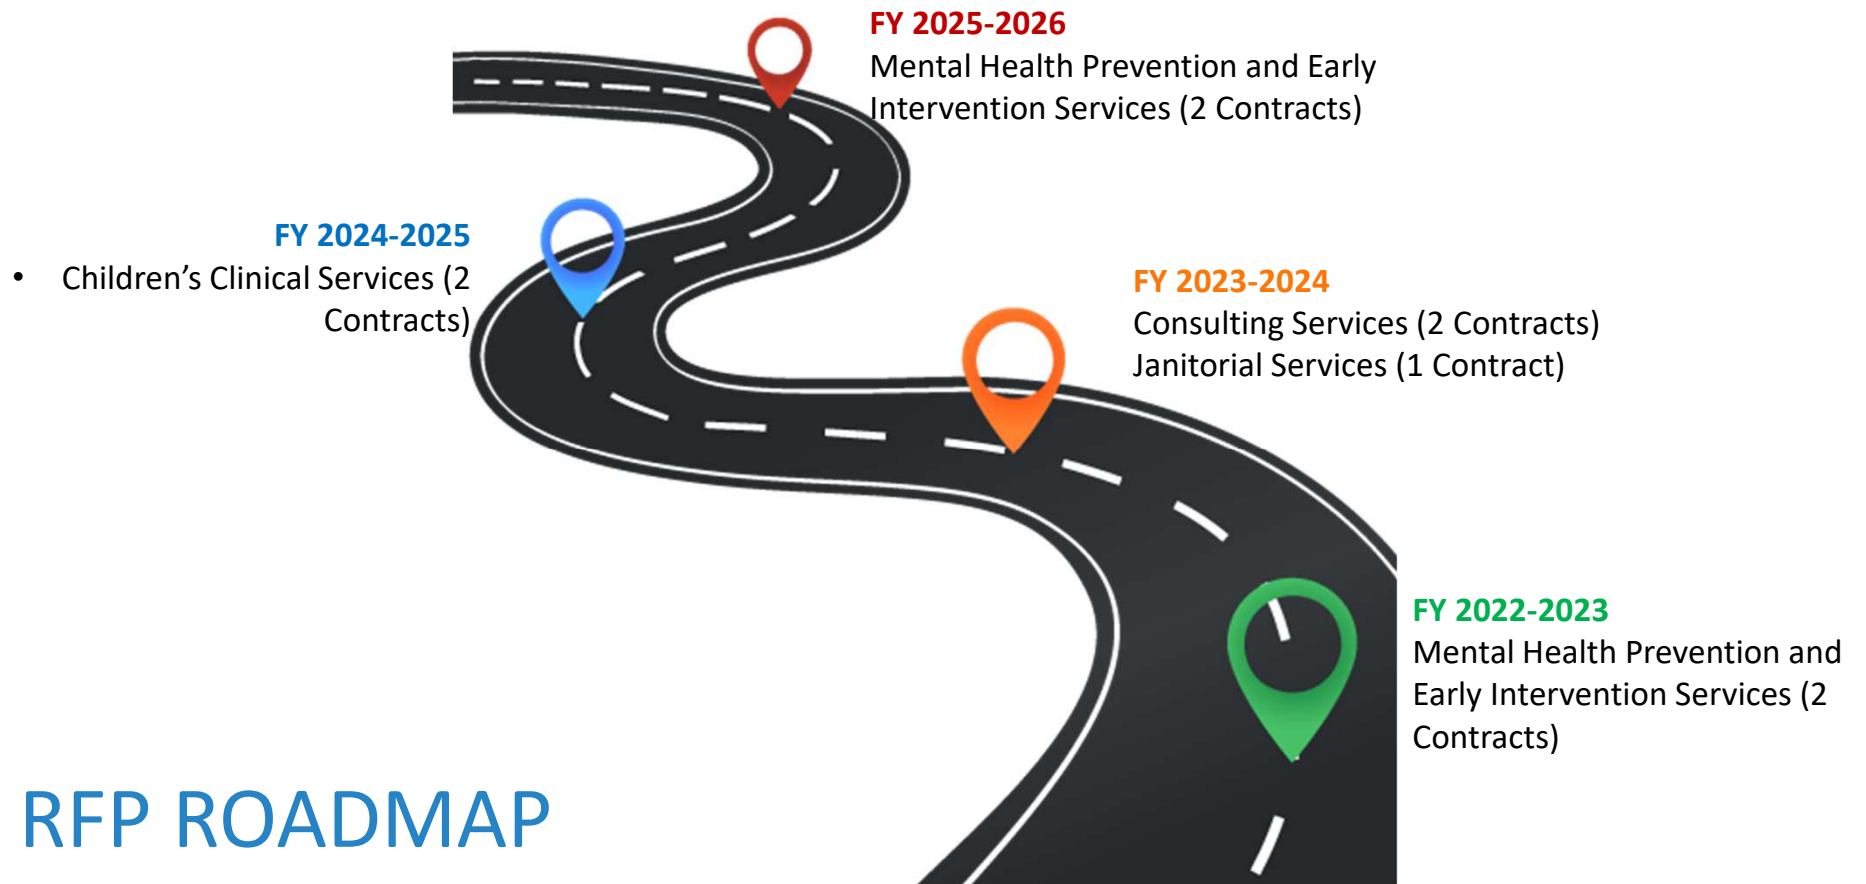 FY 2025-2026
Mental Health Prevention and Early
Intervention Services (2 Contracts)
FY 2024-2025
• Children’s Clinical Services (2
Contracts)
FY 2023-2024
Consulting Services (2 Contracts)
Janitorial Services (1 Contract)
FY 2022-2023
Mental Health Prevention and
Early Intervention Services (2
Contracts)
RFP ROADMAP